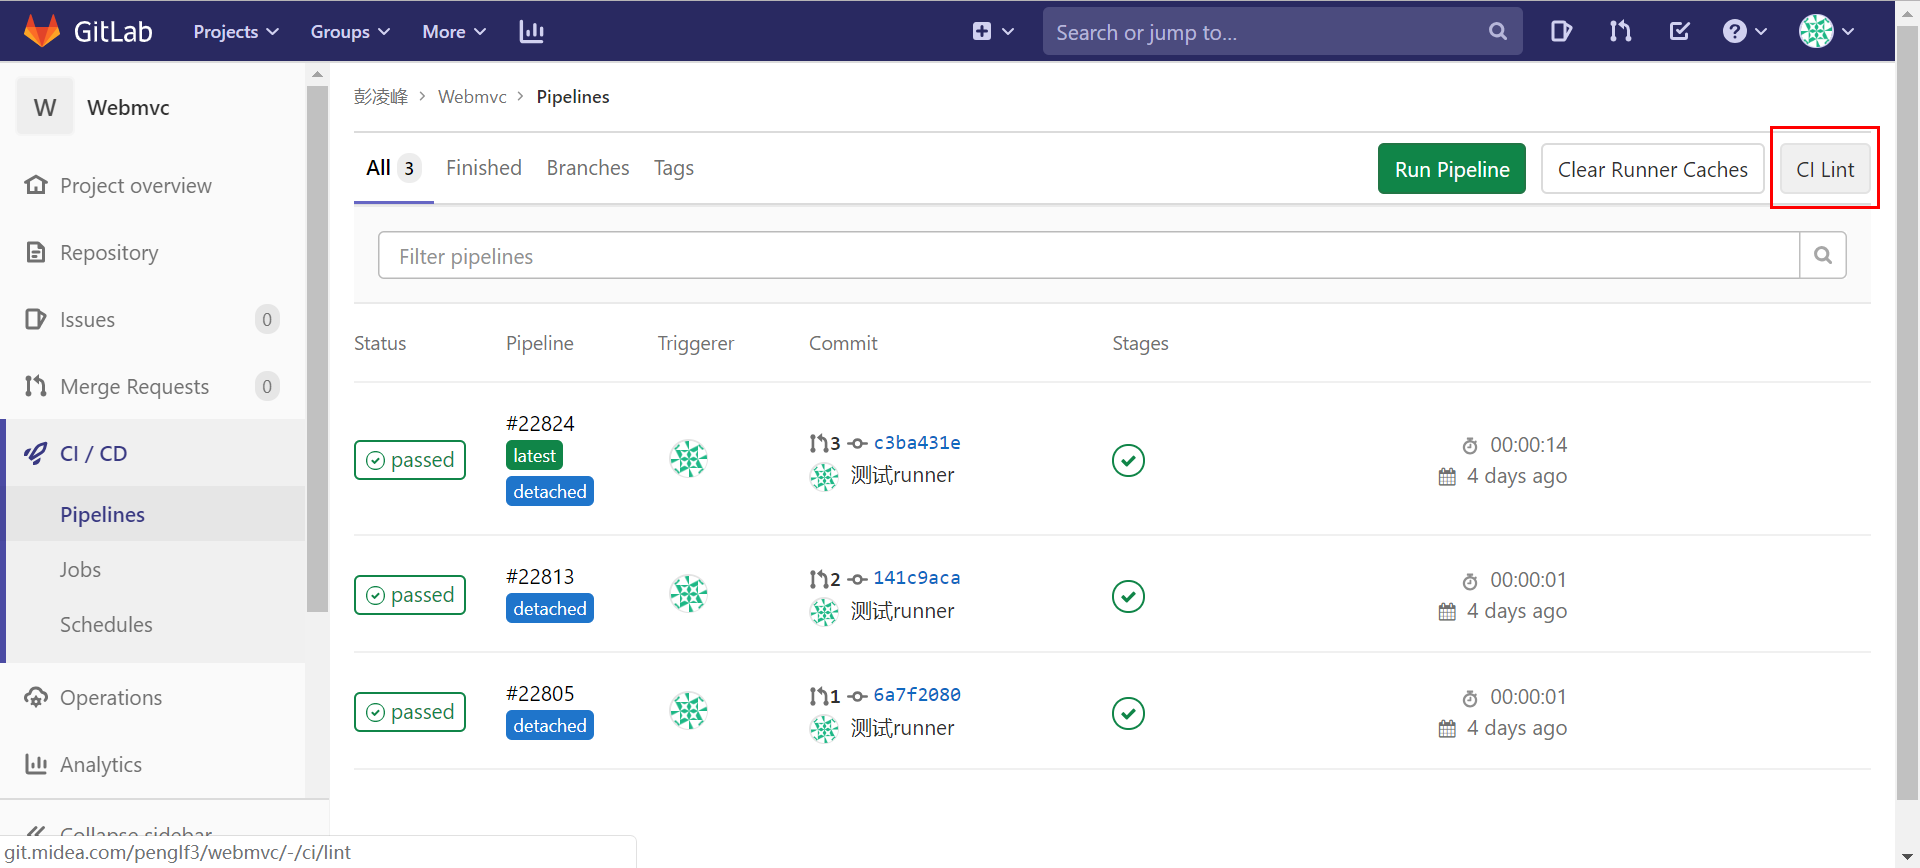 GitLab Projects Groups More Search or jump to...
W Webmvc
Project overview
Repository
Issues 0
Merge Requests 0
CI / CD
Pipelines
Jobs
Schedules
Operations
Analytics
Collapse sidebar
git.midea.com/penglf3/webmvc/-/ci/lint
彭凌峰 > Webmvc > Pipelines
All 3 Finished Branches Tags Run Pipeline Clear Runner Caches CI Lint
Filter pipelines
Status Pipeline Triggerer Commit Stages
passed #22824 latest detached 3 c3ba431e 测试runner 00:00:14 4 days ago
passed #22813 detached 2 141c9aca 测试runner 00:00:01 4 days ago
passed #22805 detached 1 6a7f2080 测试runner 00:00:01 4 days ago